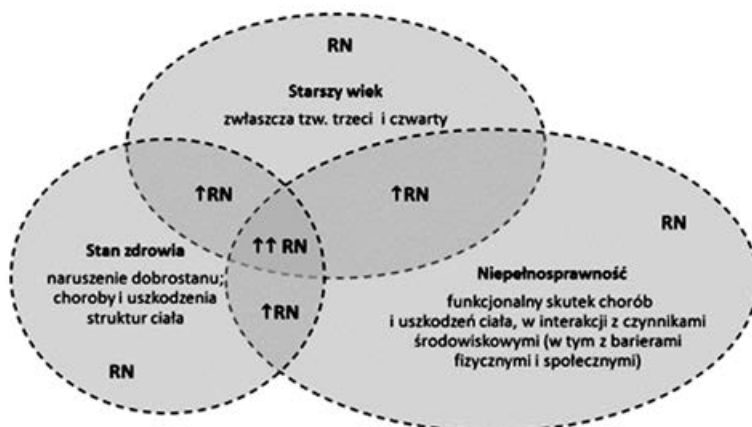 RN
Starszy wiek
zwłaszcza tzw. trzeci i czwarty
↑RN
↑RN
RN
↑↑ RN
Stan zdrowia
naruszenie dobrostanu;
choroby i uszkodzenia
struktur ciała
↑RN
RN
Niepełnosprawność
funkcjonalny skutek chorób
i uszkodzeń ciała, w interakcji z czynnikami
środowiskowymi (w tym z barierami
fizycznymi i społecznymi)